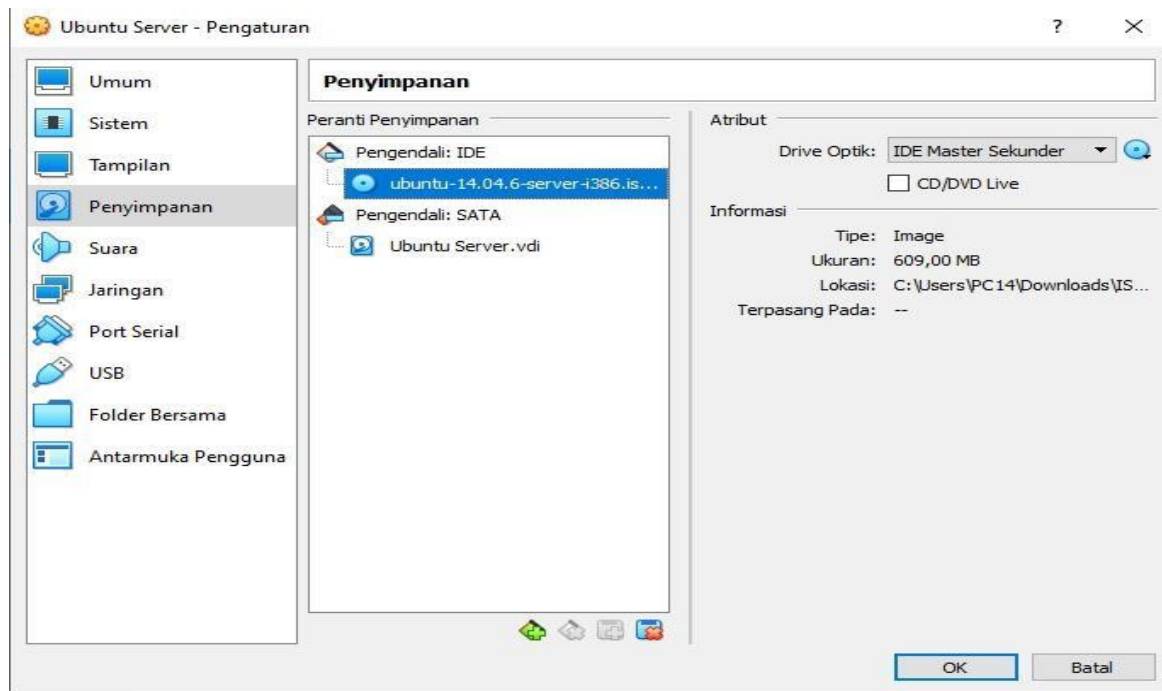 Ubuntu Server - Pengaturan
?
Umum
Sistem
Tampilan
Penyimpanan
Suara
Jaringan
Port Serial
USB
Folder Bersama
Antarmuka Pengguna
Penyimpanan
Peranti Penyimpanan
Pengendali: IDE
ubuntu-14.04.6-server-i386.is...
Pengendali: SATA
Ubuntu Server.vdi
Atribut
Drive Optik: IDE Master Sekunder
CD/DVD Live
Informasi
Tipe: Image
Ukuran: 609,00 MB
Lokasi: C:\Users\PC14\Downloads\IS...
Terpasang Pada: --
OK
Batal